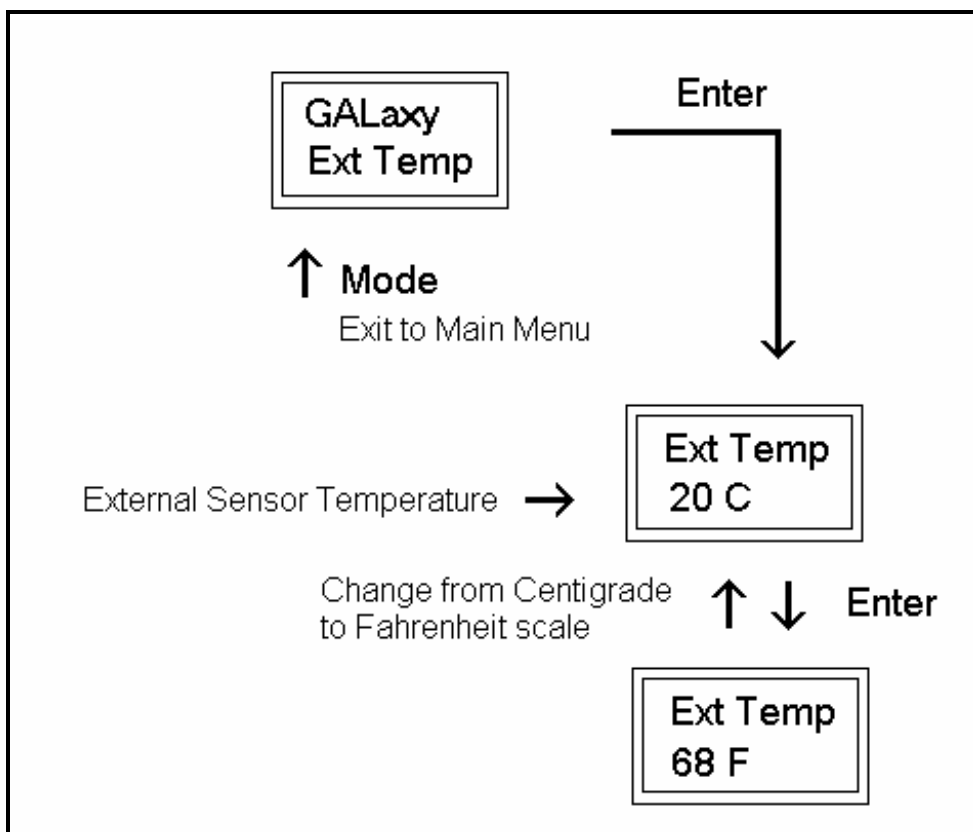 GALaxy
Ext Temp
Enter
Mode
Exit to Main Menu
Ext Temp
20 C
External Sensor Temperature
Change from Centigrade
to Fahrenheit scale
Enter
Ext Temp
68 F